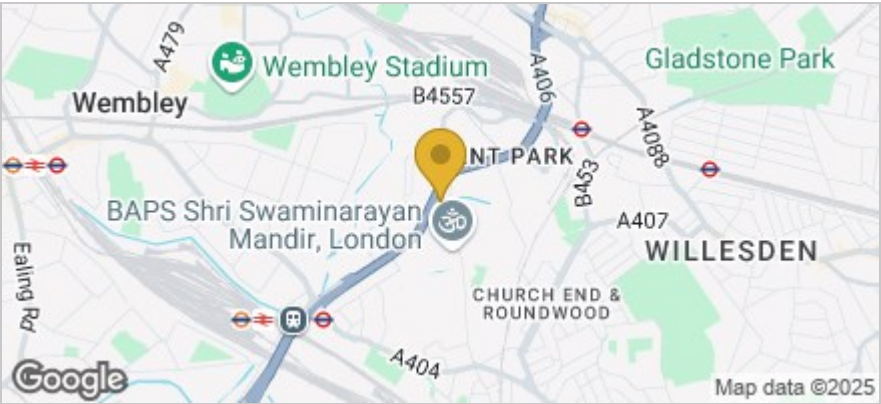 A479
Wembley Stadium
Wembley
B4557
A406
Gladstone Park
A4088
ENT PARK
B453
BAPS Shri Swaminarayan
Mandir, London
A407
WILLESDEN
Ealing Rd
CHURCH END &
ROUNDWOOD
A404
Google
Map data ©2025